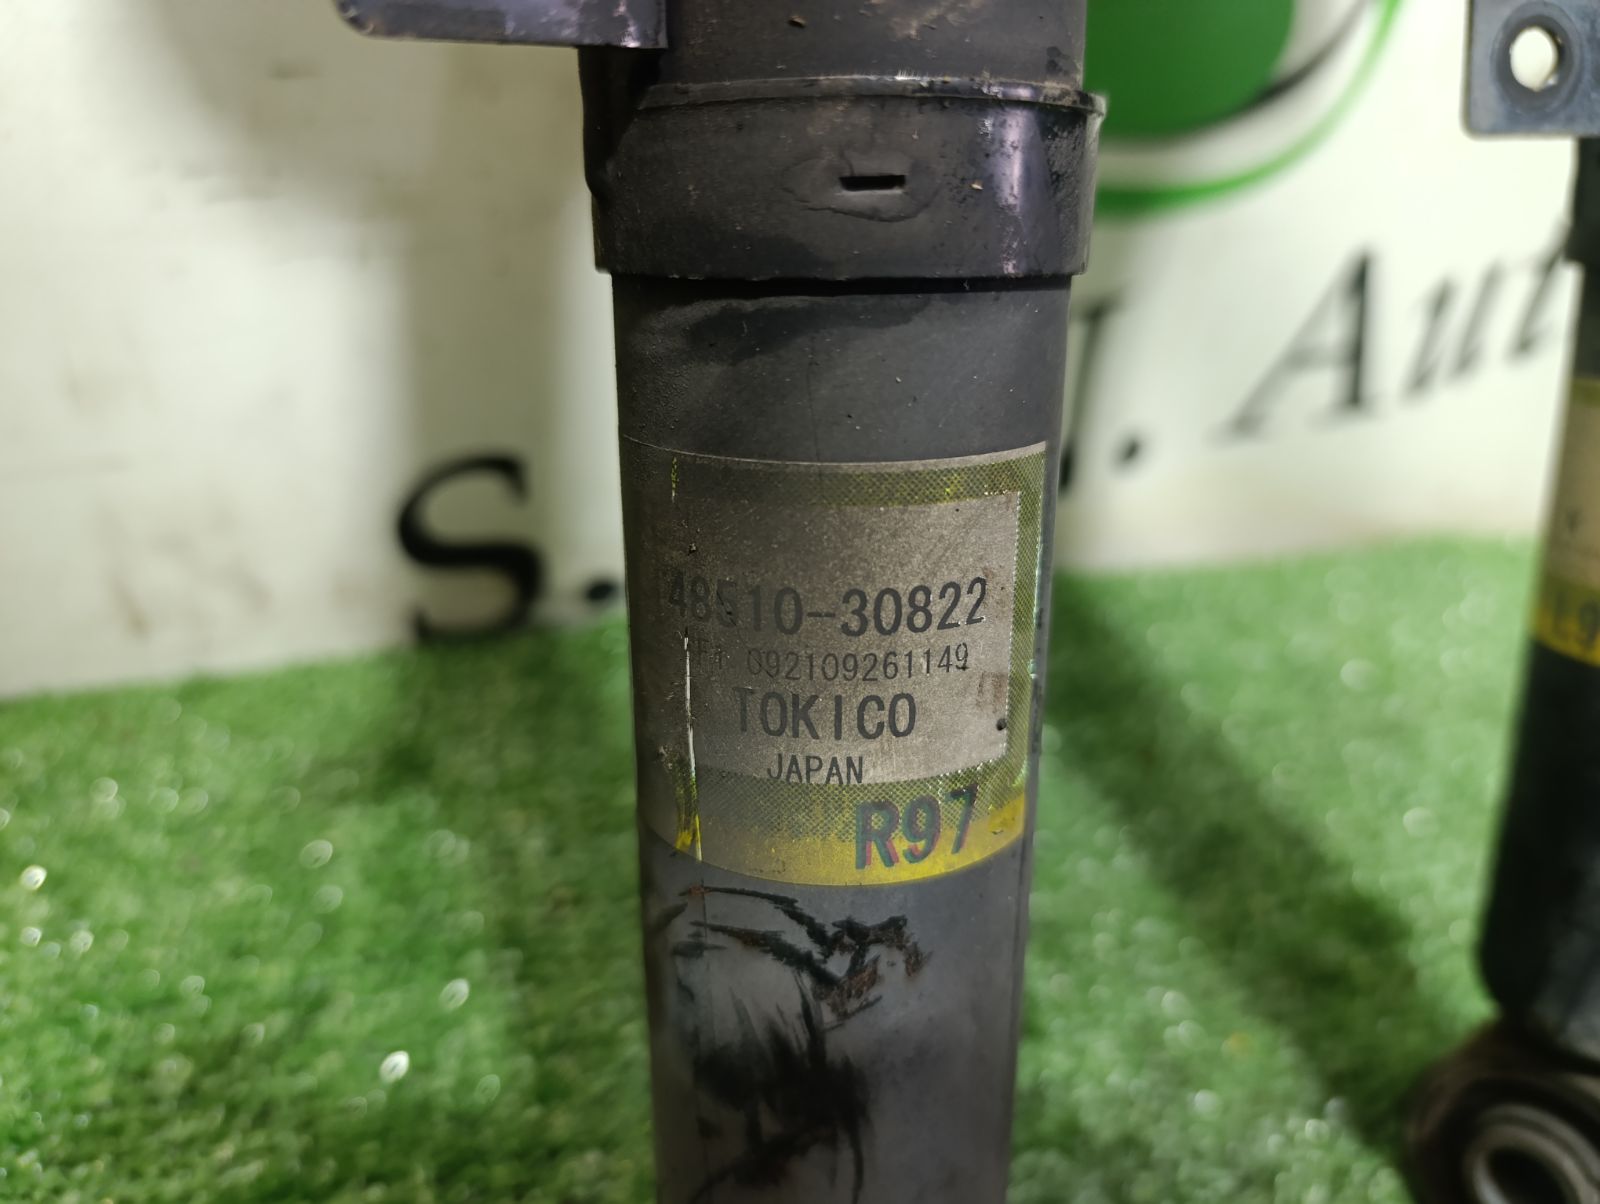 S. J. Aut
48510-30822
092109261149
TOKICO
JAPAN
R97